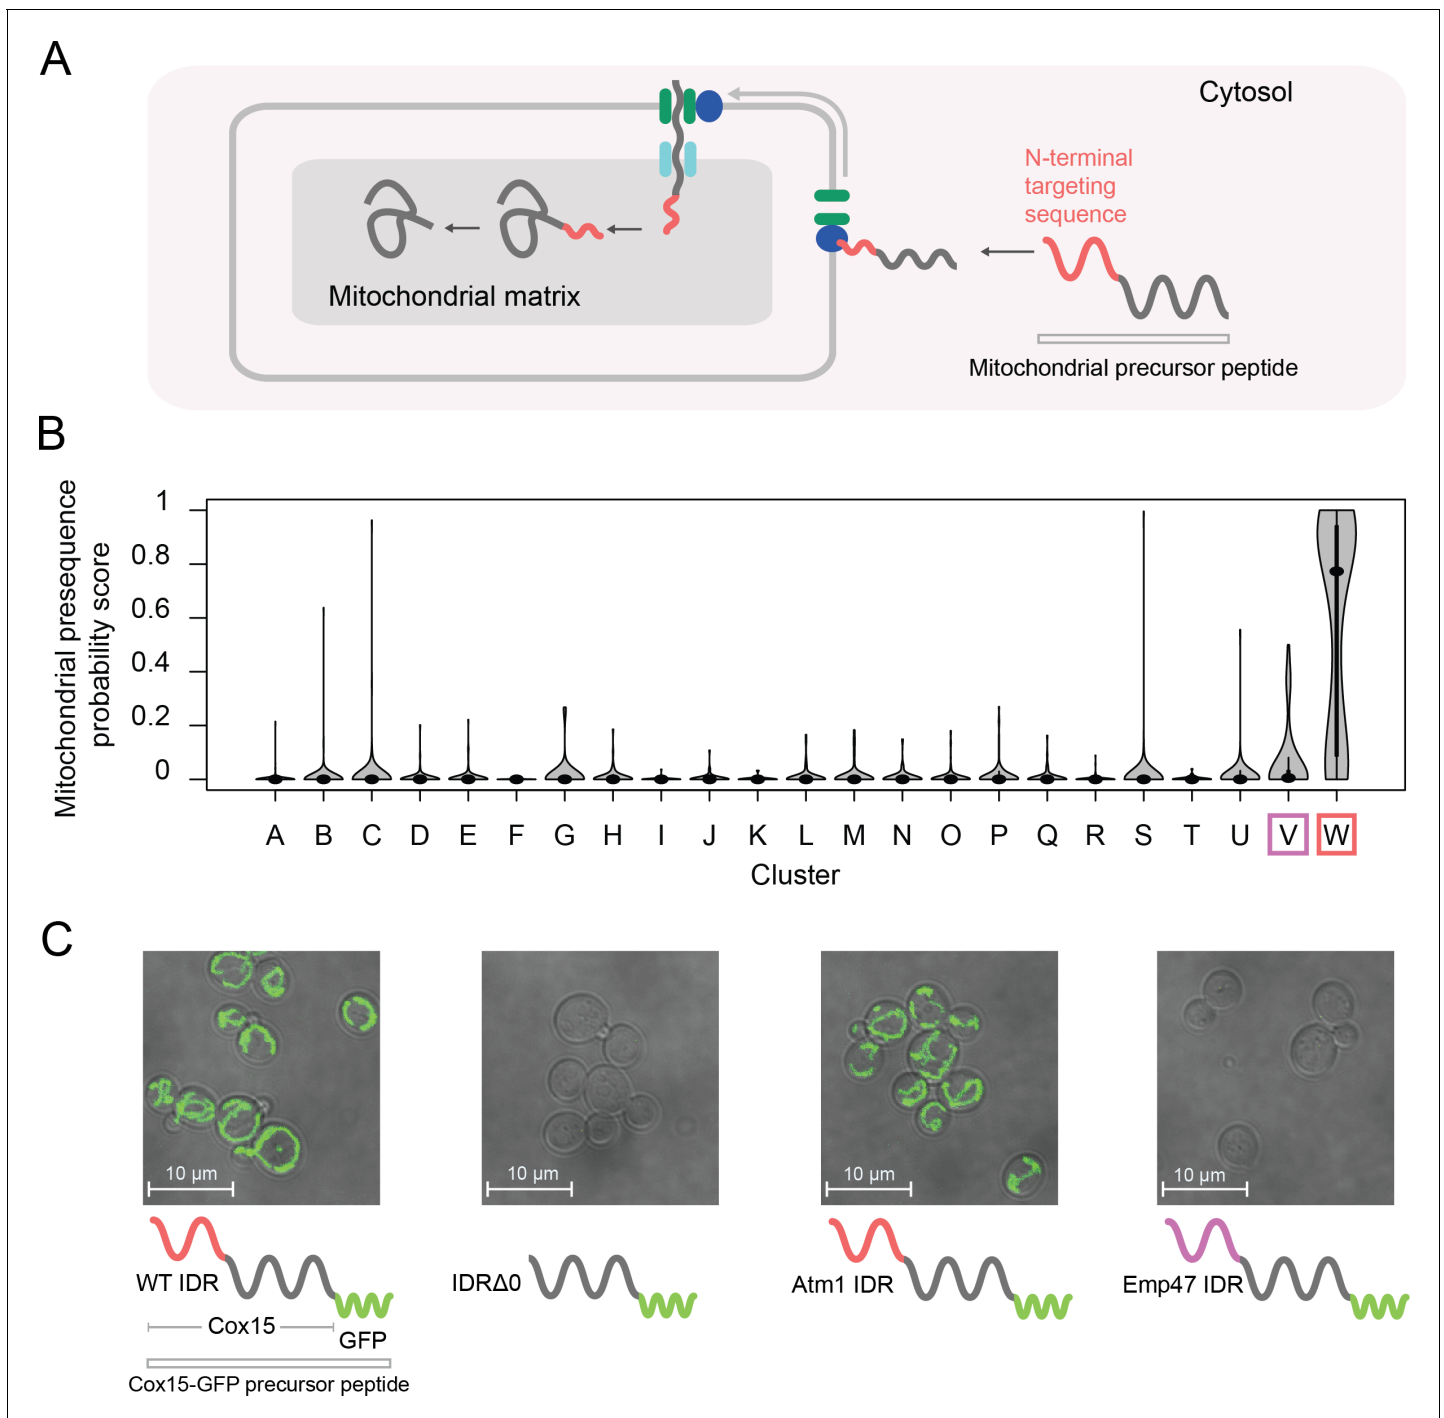 A
Cytosol
N-terminal
targeting
sequence
Mitochondrial matrix
Mitochondrial precursor peptide
B
Mitochondrial presequence
probability score
1
0.8
0.6
0.4
0.2
0
A B C D E F G H I J K L M N O P Q R S T U V W
Cluster
C
10 µm
10 µm
10 µm
10 µm
WT IDR
IDRΔ0
Atm1 IDR
Emp47 IDR
Cox15
GFP
Cox15-GFP precursor peptide